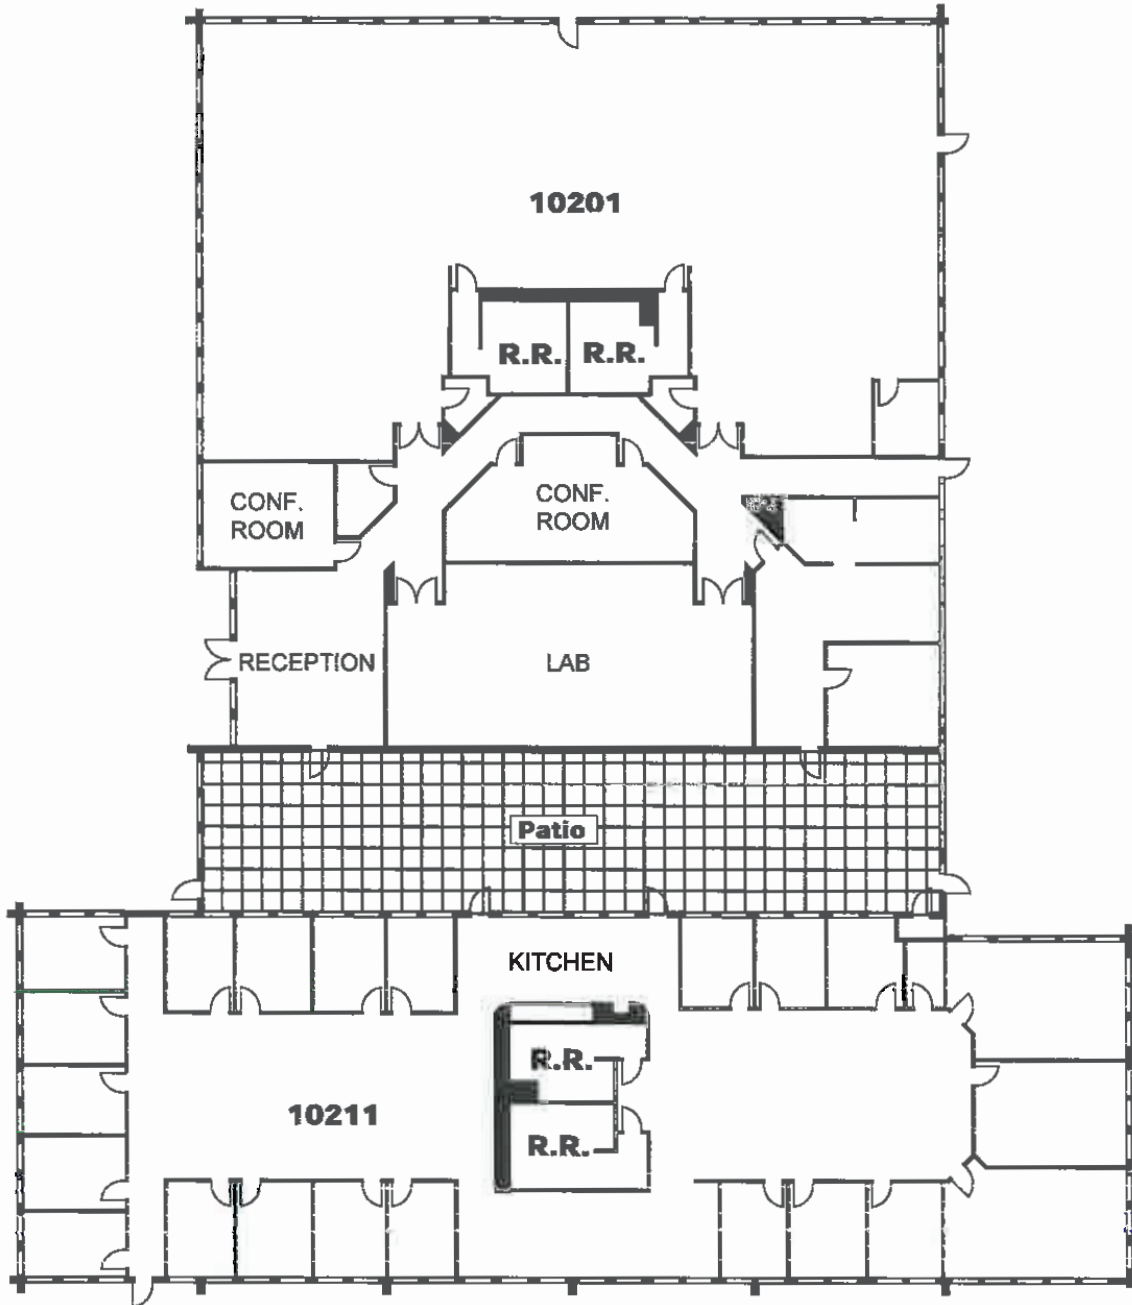 10201
R.R. R.R.
CONF.
ROOM
CONF.
ROOM
RECEPTION
LAB
Patio
KITCHEN
R.R.
10211
R.R.